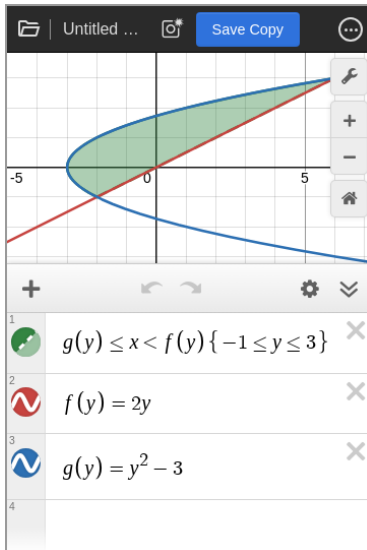 Untitled ...
Save Copy
-5
0
5
1
g(y) ≤ x < f(y) {−1 ≤ y ≤ 3}
2
f(y) = 2y
3
g(y) = y² − 3
4